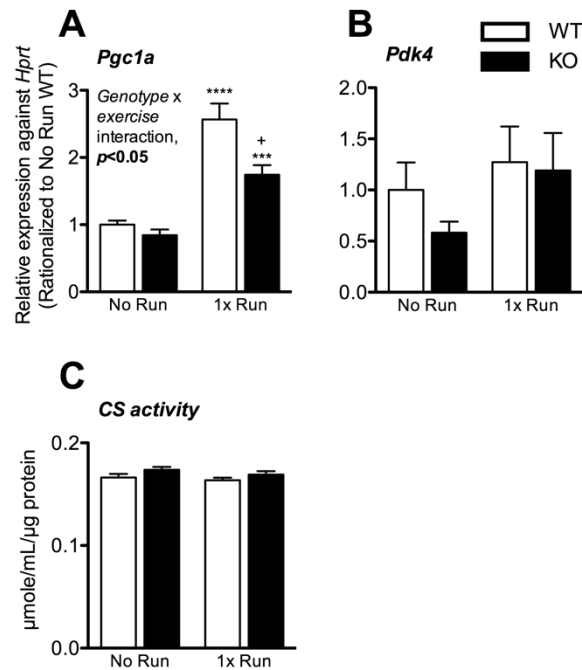 A
Pgc1a
Relative expression against Hprt
(Rationalized to No Run WT)
3
2
1
0
Genotype x
exercise
interaction,
p<0.05
****
+
***
No Run
1x Run
B
Pdk4
WT
KO
2.0
1.5
1.0
0.5
0.0
No Run
1x Run
C
CS activity
µmole/mL/µg protein
0.2
0.1
0.0
No Run
1x Run